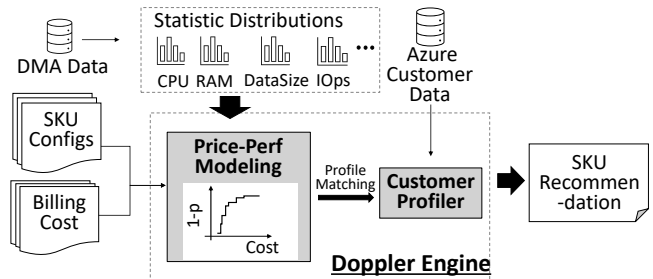 Statistic Distributions
DMA Data
CPU RAM DataSize IOps
Azure
Customer
Data
SKU
Configs
Billing
Cost
Price-Perf
Modeling
1-p
Cost
Profile
Matching
Customer
Profiler
SKU
Recommen
-dation
Doppler Engine